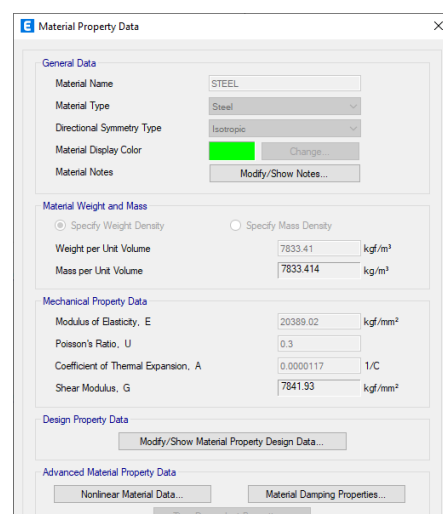 E Material Property Data
General Data
Material Name STEEL
Material Type Steel
Directional Symmetry Type Isotropic
Material Display Color Change...
Material Notes Modify/Show Notes...
Material Weight and Mass
Specify Weight Density Specify Mass Density
Weight per Unit Volume 7833.41 kgf/m³
Mass per Unit Volume 7833.414 kg/m³
Mechanical Property Data
Modulus of Elasticity, E 20389.02 kgf/mm²
Poisson's Ratio, U 0.3
Coefficient of Thermal Expansion, A 0.0000117 1/C
Shear Modulus, G 7841.93 kgf/mm²
Design Property Data
Modify/Show Material Property Design Data...
Advanced Material Property Data
Nonlinear Material Data... Material Damping Properties...